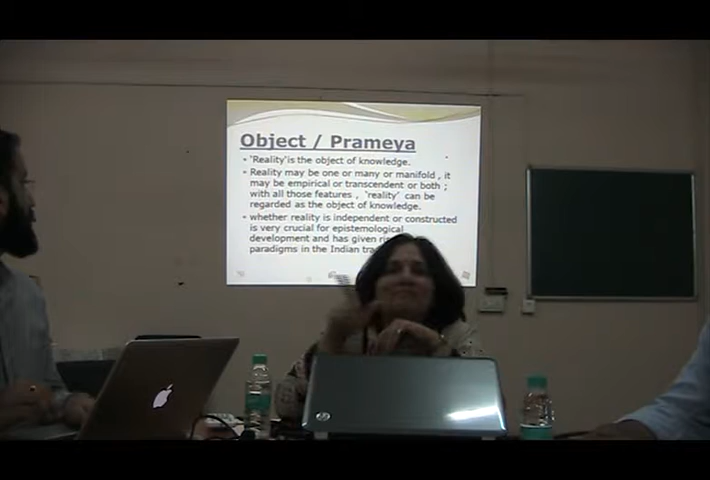 Object / Prameya
• 'Reality'is the object of knowledge.
• Reality may be one or many or manifold , it
may be empirical or transcendent or both ;
with all those features , 'reality' can be
regarded as the object of knowledge.
• whether reality is independent or constructed
is very crucial for epistemological
development and has given
paradigms in the Indian
hp